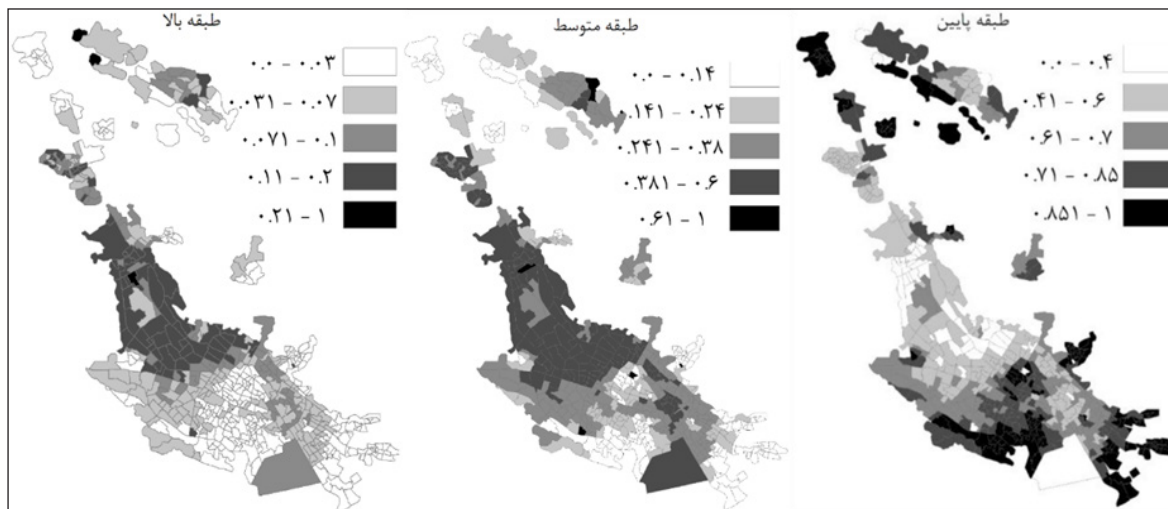 طبقه بالا
۰.۰ - ۰.۰۳
۰.۰۳۱ - ۰.۰۷
۰.۰۷۱ - ۰.۱
۰.۱۱ - ۰.۲
۰.۲۱ - ۱
طبقه متوسط
۰.۰ - ۰.۱۴
۰.۱۴۱ - ۰.۲۴
۰.۲۴۱ - ۰.۳۸
۰.۳۸۱ - ۰.۶
۰.۶۱ - ۱
طبقه پایین
۰.۰ - ۰.۴
۰.۴۱ - ۰.۶
۰.۶۱ - ۰.۷
۰.۷۱ - ۰.۸۵
۰.۸۵۱ - ۱